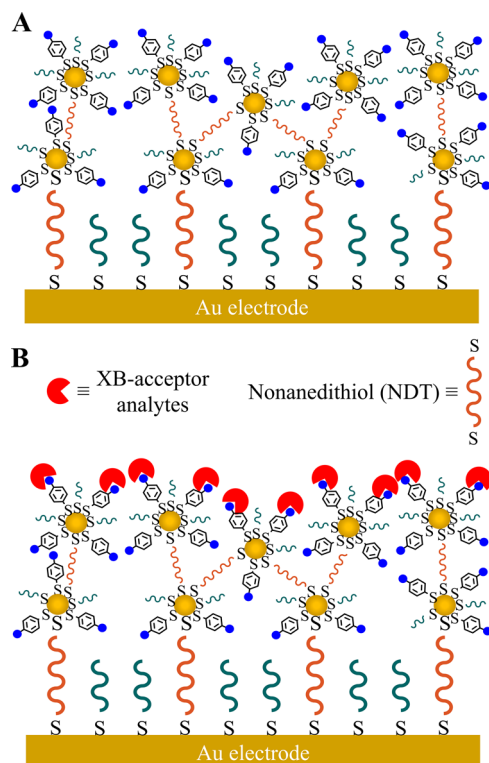 A
S S S S S S S S S S
Au electrode
B
≡ XB-acceptor
analytes
Nonanedithiol (NDT) ≡
S
S
S S S S S S S S S S
Au electrode